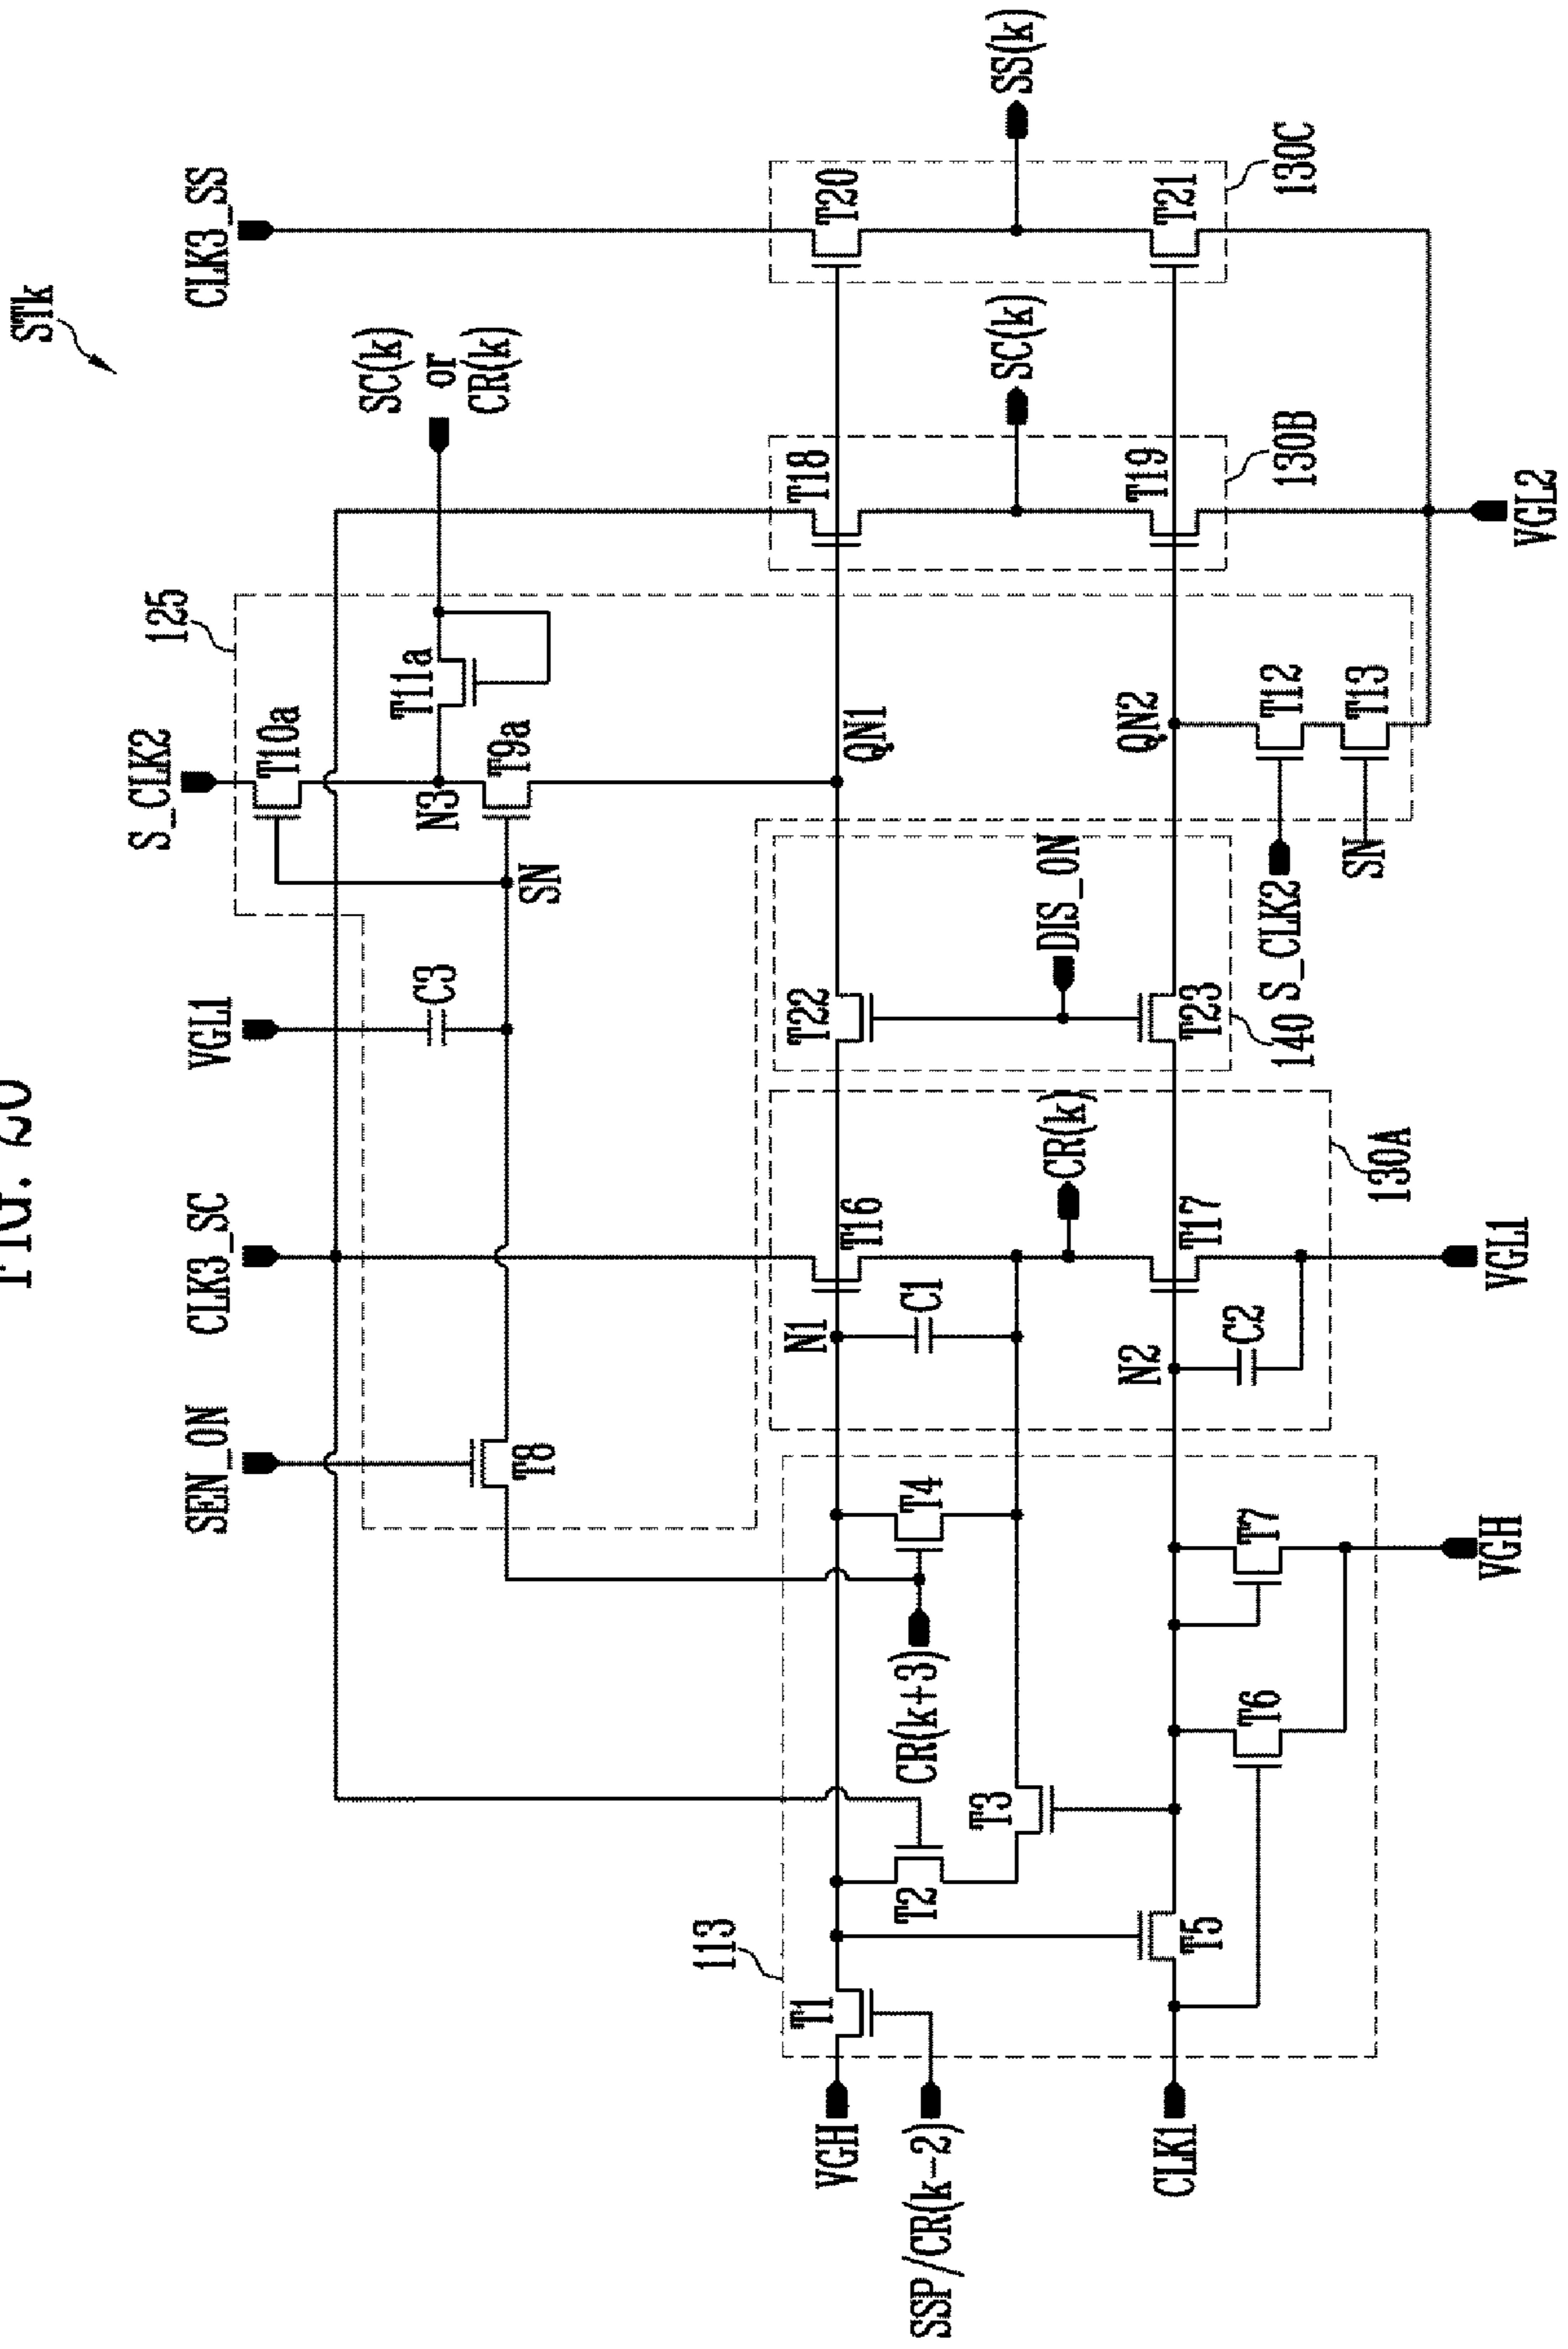 FIG. 20
STk
SEN_ON
CLK3_SC
VGL1
S_CLK2
125
CLK3_SS
T10a
SC(k)
or
CR(k)
C3
N3
T11a
T8
SN
T9a
113
VGH
T1
N1
T22
QN1
T18
T20
T2
T4
C1
T16
SSP/CR(k-2)
CR(k+3)
T3
CR(k)
DIS_ON
SC(k)
SS(k)
CLK1
T5
N2
T17
T23
QN2
T19
T21
T6
T7
C2
140
S_CLK2
T12
130B
130C
SN
T13
130A
VGH
VGL1
VGL2